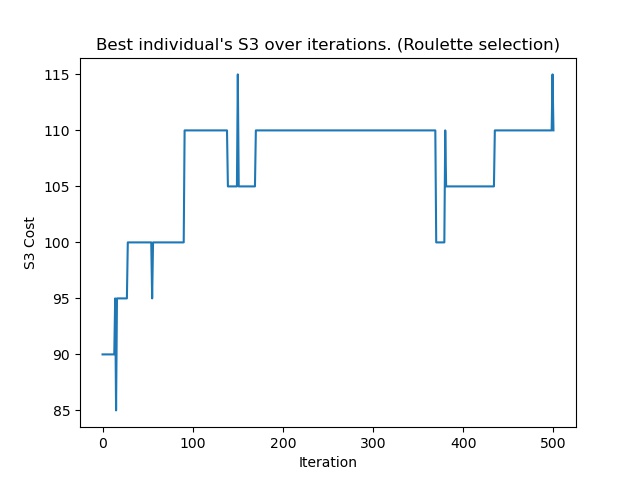 Best individual's S3 over iterations. (Roulette selection)
115
110
105
100
95
90
85
S3 Cost
0 100 200 300 400 500
Iteration